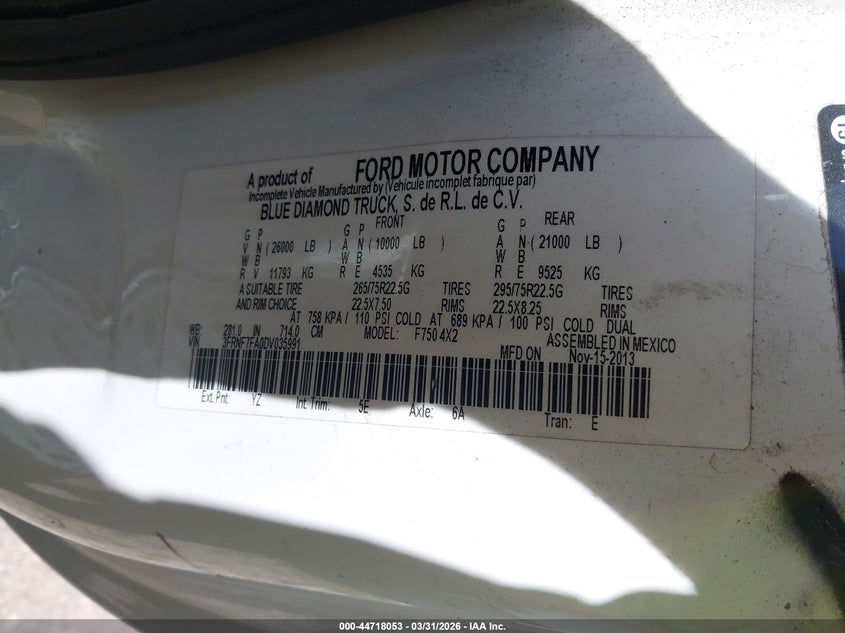 A product of FORD MOTOR COMPANY
Incomplete Vehicle Manufactured by (Vehicule incomplet fabrique par)
BLUE DIAMOND TRUCK, S. de R.L. de C.V.
FRONT REAR
G P G P G P
V N ( 26000 LB ) A N ( 10000 LB ) A N ( 21000 LB )
W B W B W B
R V 11793 KG R E 4535 KG R E 9525 KG
A SUITABLE TIRE 265/75R22.5G TIRES 295/75R22.5G TIRES
AND RIM CHOICE 22.5X7.50 RIMS 22.5X8.25 RIMS
AT 758 KPA / 110 PSI COLD AT 689 KPA / 100 PSI COLD DUAL
WB: 281.0 IN 714.0 CM MODEL: F750 4X2 ASSEMBLED IN MEXICO
VIN 3FRNF7FA0DV035991 MFD ON Nov-15-2013
Ext. Pnt: YZ Int. Trim: 5E Axle: 6A Tran: E
000-44718053 - 03/31/2026 - IAA Inc.